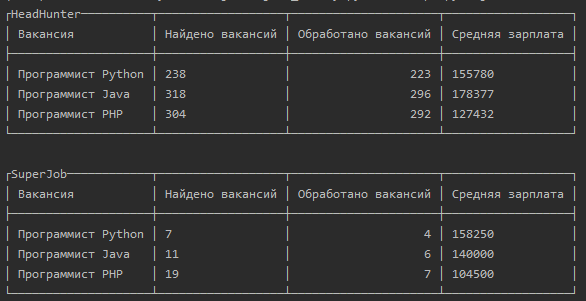 HeadHunter
Вакансия Найдено вакансий Обработано вакансий Средняя зарплата
Программист Python 238 223 155780
Программист Java 318 296 178377
Программист PHP 304 292 127432
SuperJob
Вакансия Найдено вакансий Обработано вакансий Средняя зарплата
Программист Python 7 4 158250
Программист Java 11 6 140000
Программист PHP 19 7 104500